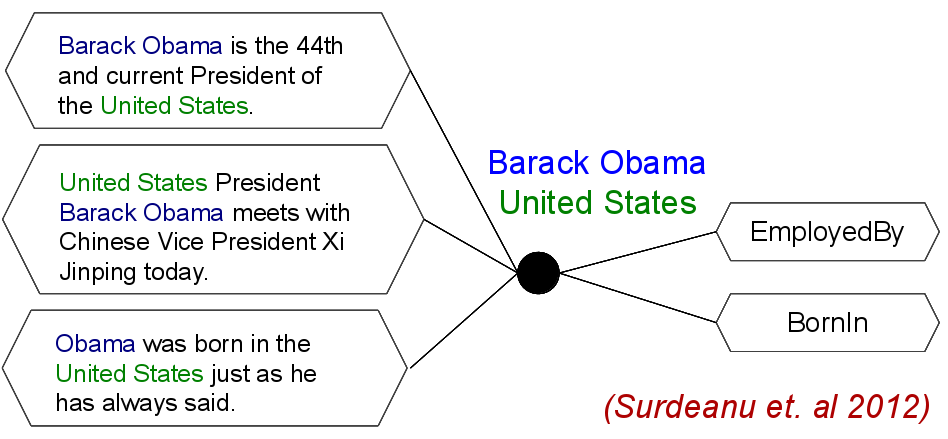 Barack Obama is the 44th
and current President of
the United States.
United States President
Barack Obama meets with
Chinese Vice President Xi
Jinping today.
Obama was born in the
United States just as he
has always said.
Barack Obama
United States
EmployedBy
BornIn
(Surdeanu et. al 2012)